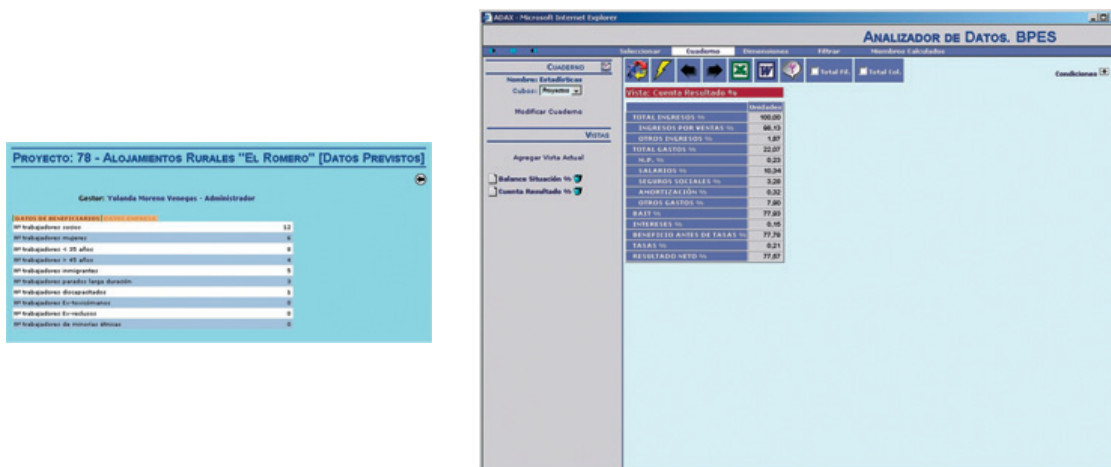 PROYECTO: 78 - ALOJAMIENTOS RURALES "EL ROMERO" [DATOS PREVISTOS]
Gestor: Yolanda Moreno Venegas - Administrador
DATOS DE BENEFICIARIOS DATOS EMPRESA
Nº trabajadores socios 12
Nº trabajadores mujeres 6
Nº trabajadores < 25 años 8
Nº trabajadores > 45 años 4
Nº trabajadores inmigrantes 5
Nº trabajadores parados larga duración 3
Nº trabajadores discapacitados 1
Nº trabajadores Ex-toxicómanos 0
Nº trabajadores Ex-reclusos 0
Nº trabajadores de minorías étnicas 0
ADAX - Microsoft Internet Explorer
ANALIZADOR DE DATOS. BPES
Seleccionar Cuaderno Dimensiones Filtrar Miembros Calculados
CUADERNO
Nombre: Estadísticas
Cubos: Proyectos
Modificar Cuaderno
VISTAS
Agregar Vista Actual
Balance Situación %
Cuenta Resultado %
Total Fil. Total Col.
Condiciones
Vista: Cuenta Resultado %
Unidades
TOTAL INGRESOS % 100,00
INGRESOS POR VENTAS % 98,13
OTROS INGRESOS % 1,87
TOTAL GASTOS % 22,07
N.P. % 0,23
SALARIOS % 10,34
SEGUROS SOCIALES % 3,28
AMORTIZACIÓN % 0,32
OTROS GASTOS % 7,90
BAIT % 77,93
INTERESES % 0,15
BENEFICIO ANTES DE TASAS % 77,78
TASAS % 0,21
RESULTADO NETO % 77,57